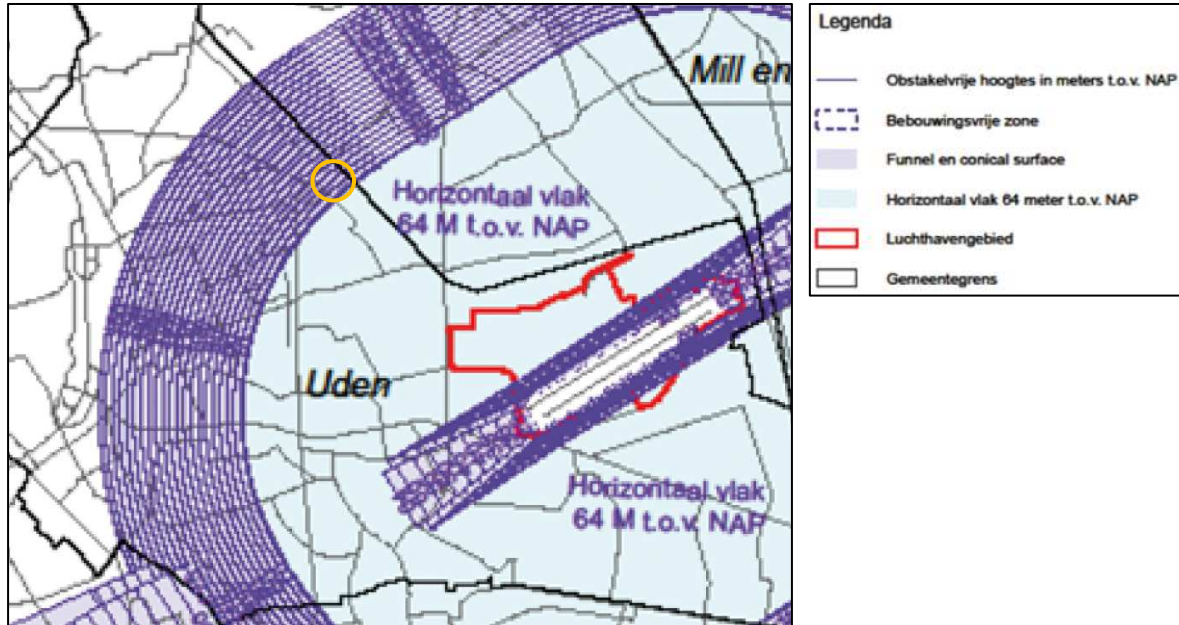 Mill en
Horizontaal vlak
64 M t.o.v. NAP
Uden
Horizontaal vlak
64 M t.o.v. NAP
Legenda
Obstakelvrije hoogtes in meters t.o.v. NAP
Bebouwingsvrije zone
Funnel en conical surface
Horizontaal vlak 64 meter t.o.v. NAP
Luchthavengebied
Gemeentegrens